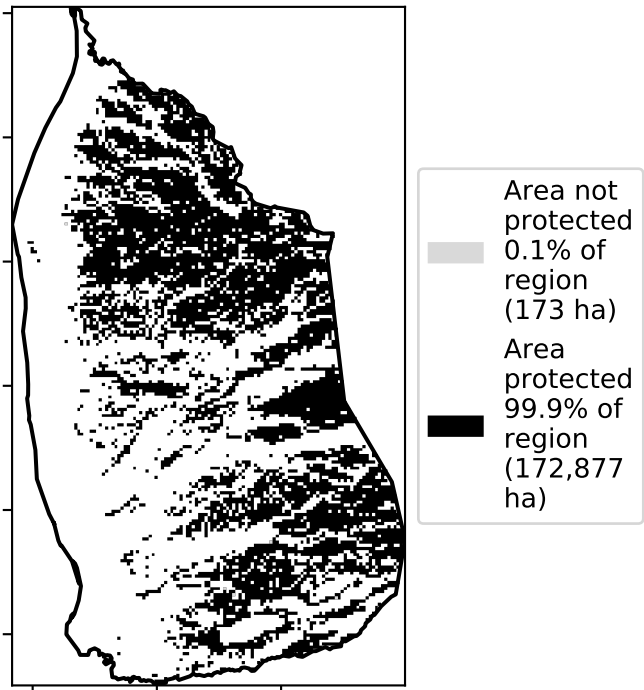 Area not
protected
0.1% of
region
(173 ha)
Area
protected
99.9% of
region
(172,877
ha)